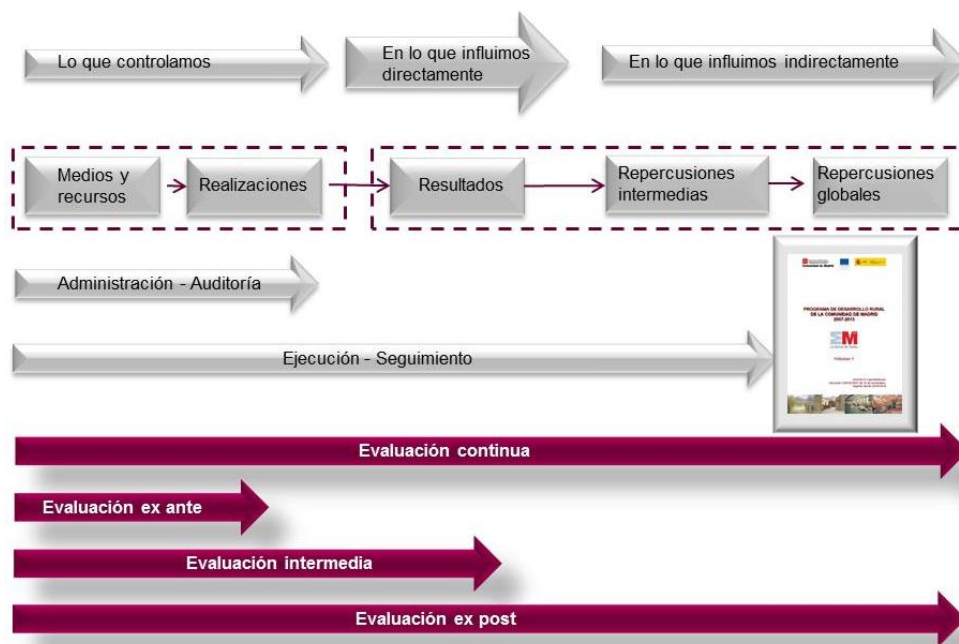 Lo que controlamos
En lo que influimos
directamente
En lo que influimos indirectamente
Medios y
recursos
Realizaciones
Resultados
Repercusiones
intermedias
Repercusiones
globales
Administración - Auditoría
Ejecución - Seguimiento
PROGRAMA DE DESARROLLO RURAL
DE LA COMUNIDAD DE MADRID
2007-2013
Evaluación continua
Evaluación ex ante
Evaluación intermedia
Evaluación ex post